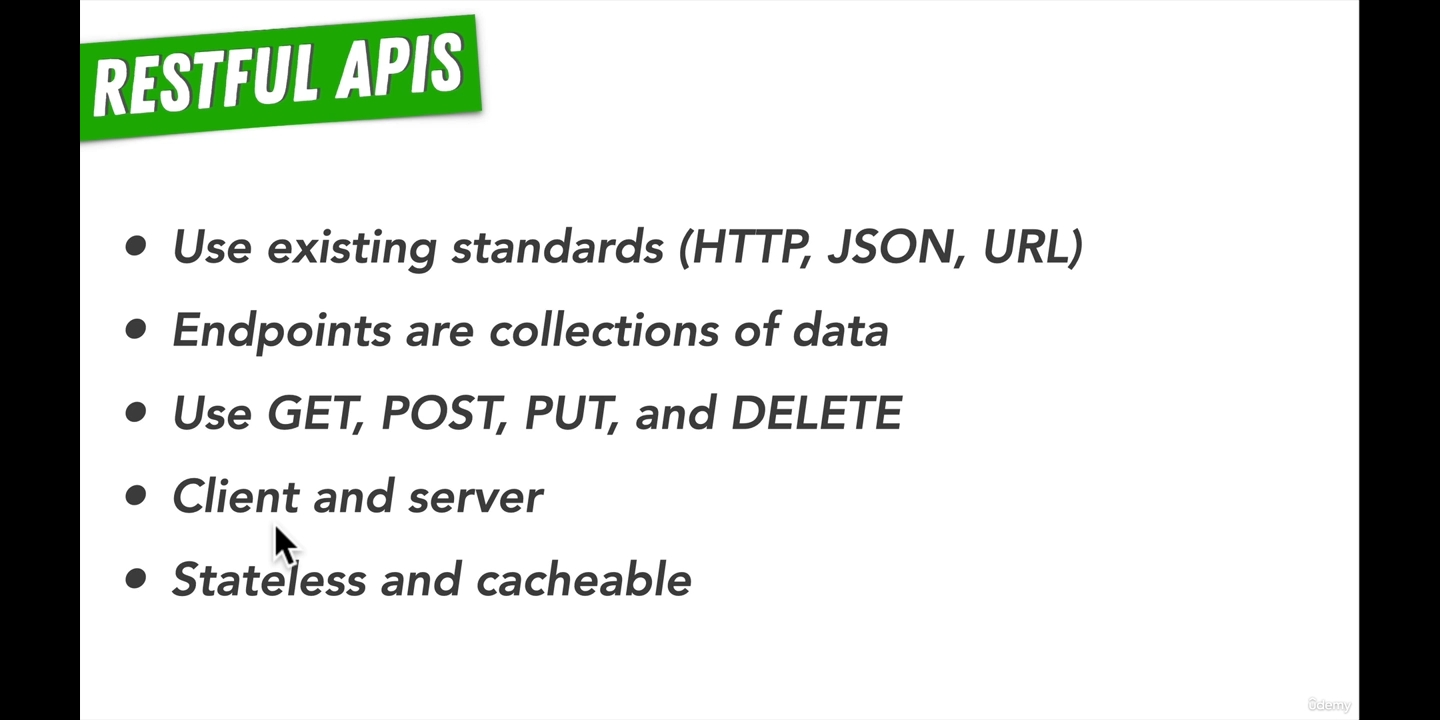 RESTFUL APIS
• Use existing standards (HTTP, JSON, URL)
• Endpoints are collections of data
• Use GET, POST, PUT, and DELETE
• Client and server
• Stateless and cacheable
ûdemy